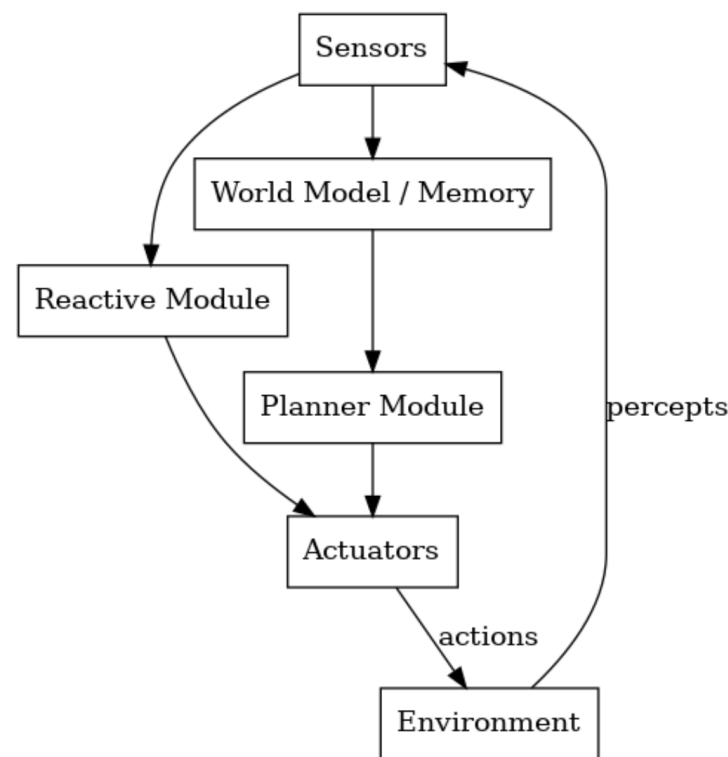 Sensors
World Model / Memory
Reactive Module
Planner Module
percepts
Actuators
actions
Environment